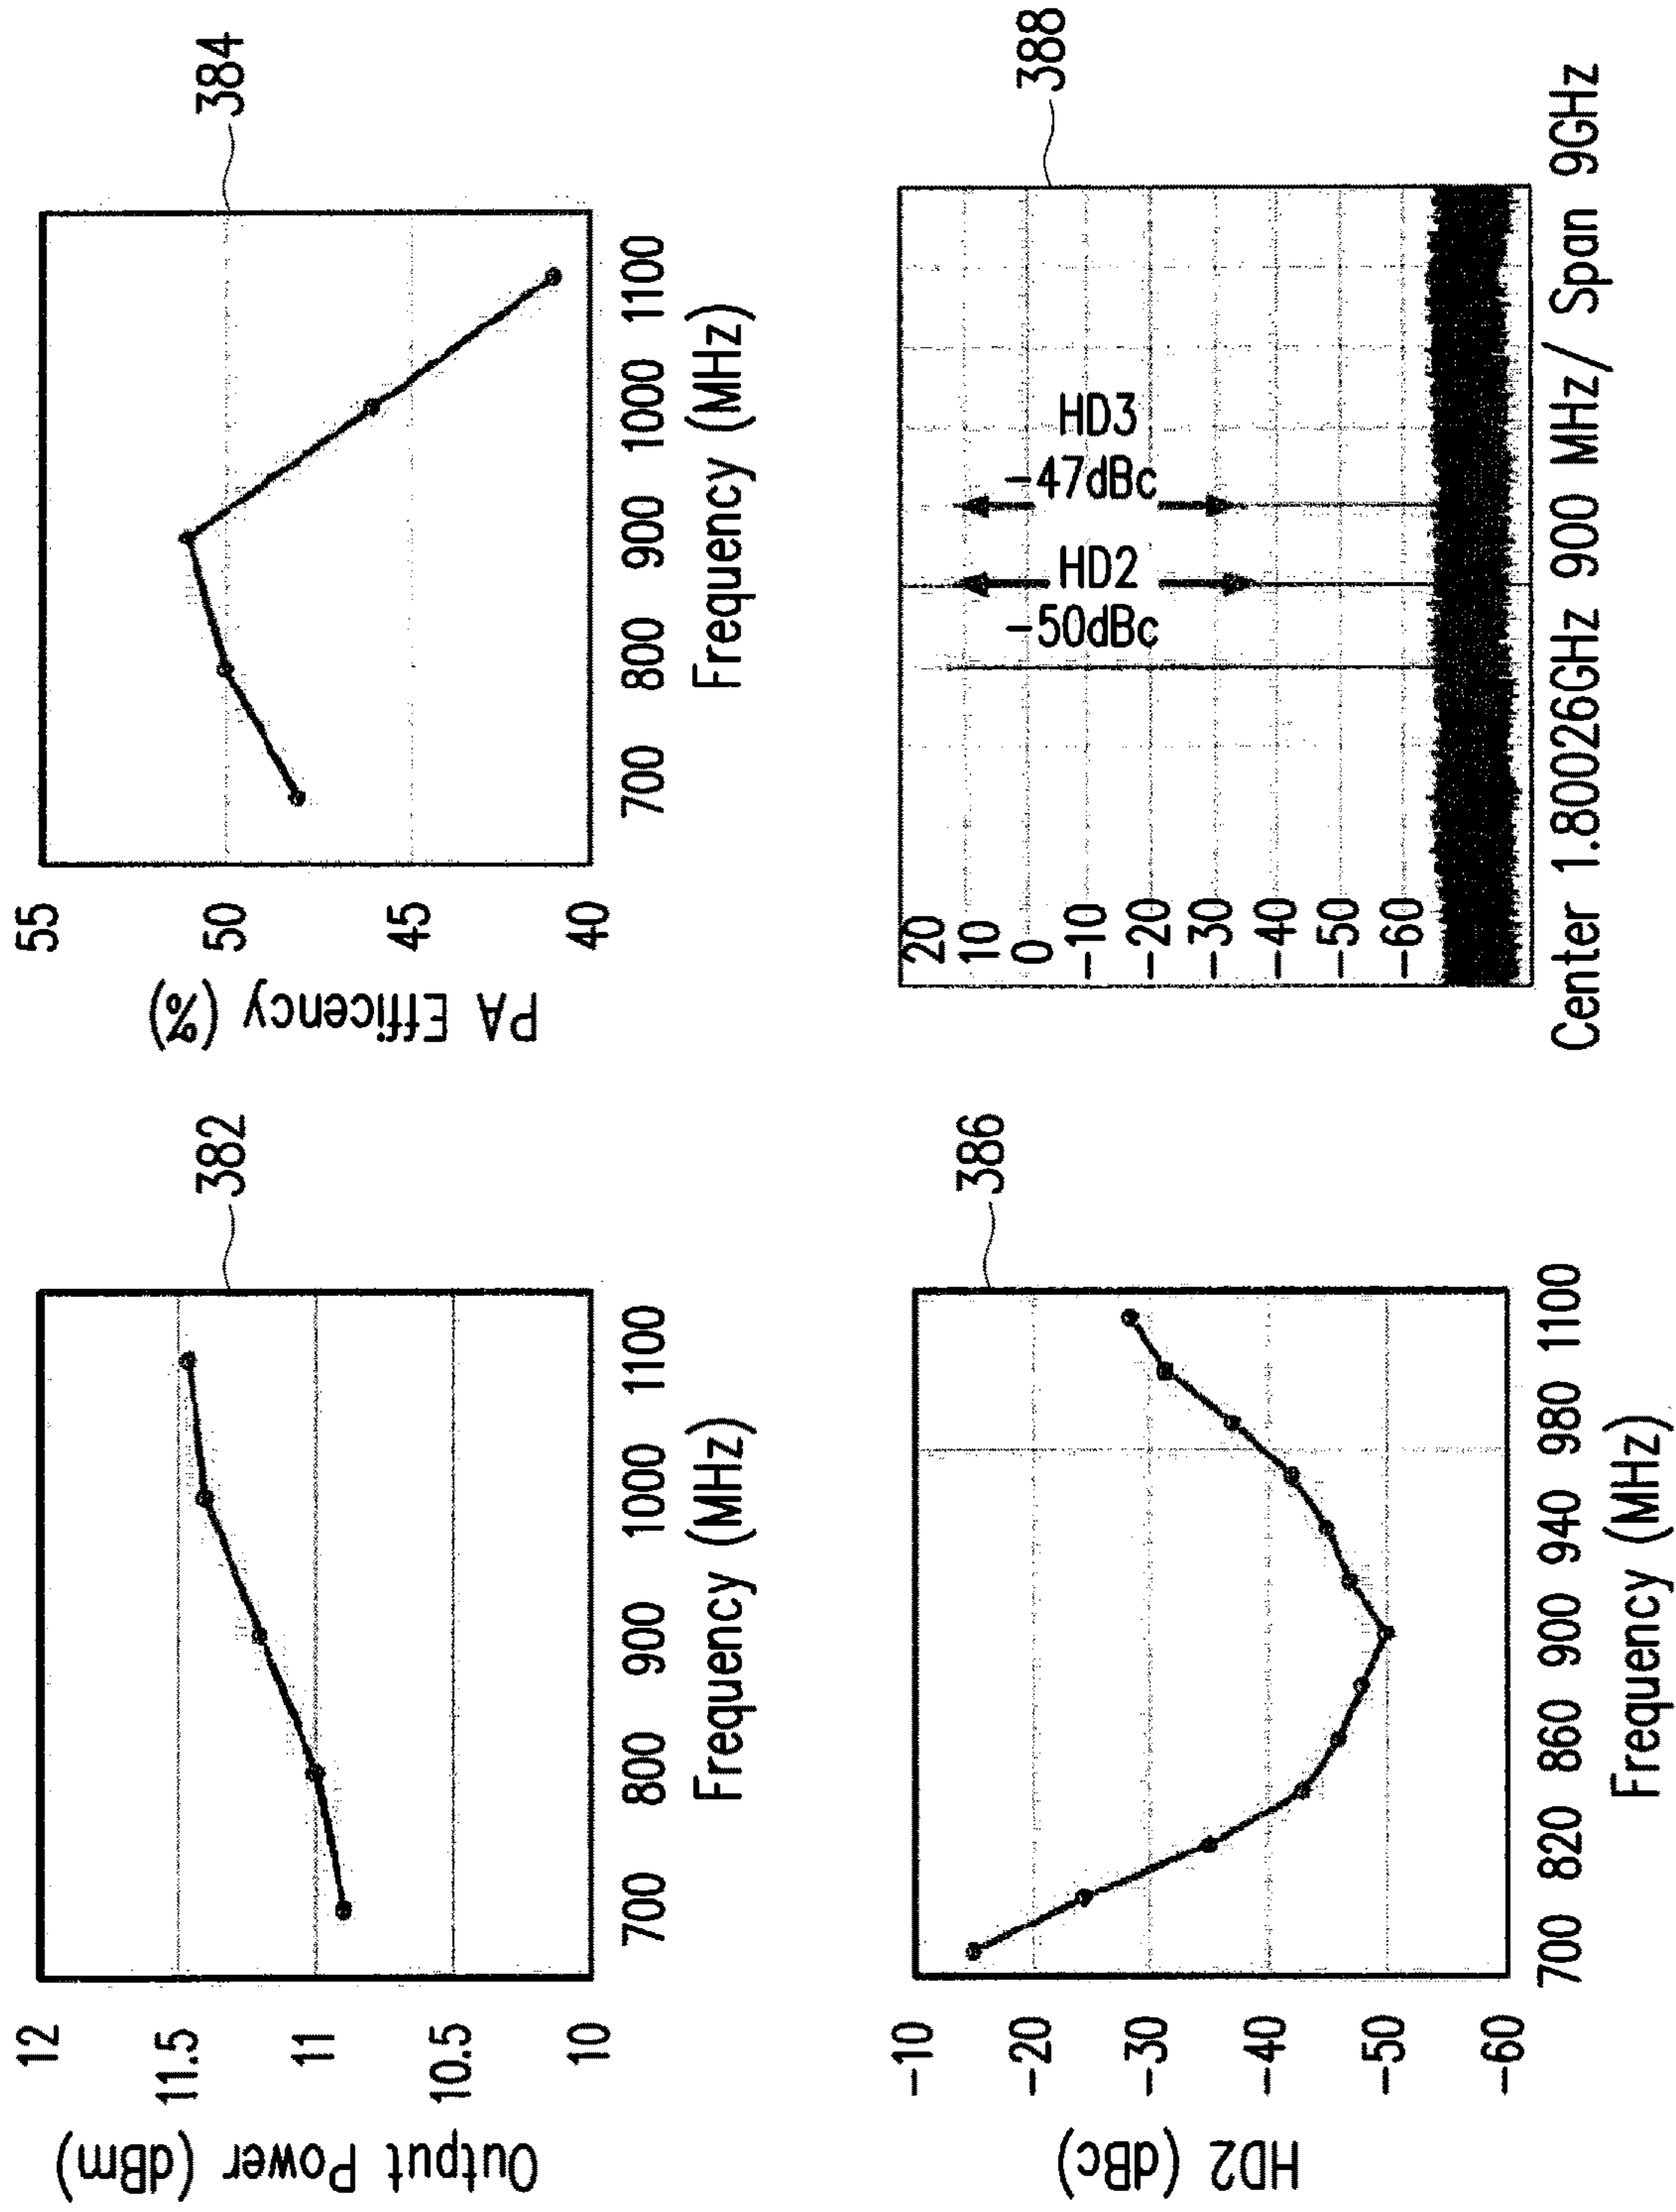 Output Power (dBm)
12
11.5
11
10.5
10
700 800 900 1000 1100
Frequency (MHz)
382
PA Efficency (%)
55
50
45
40
700 800 900 1000 1100
Frequency (MHz)
384
HD2 (dBc)
-10
-20
-30
-40
-50
-60
700 820 860 900 940 980 1100
Frequency (MHz)
386
20
10
0
-10
-20
-30
-40
-50
-60
HD2
-50dBc
HD3
-47dBc
Center 1.80026GHz 900 MHz/ Span 9GHz
388